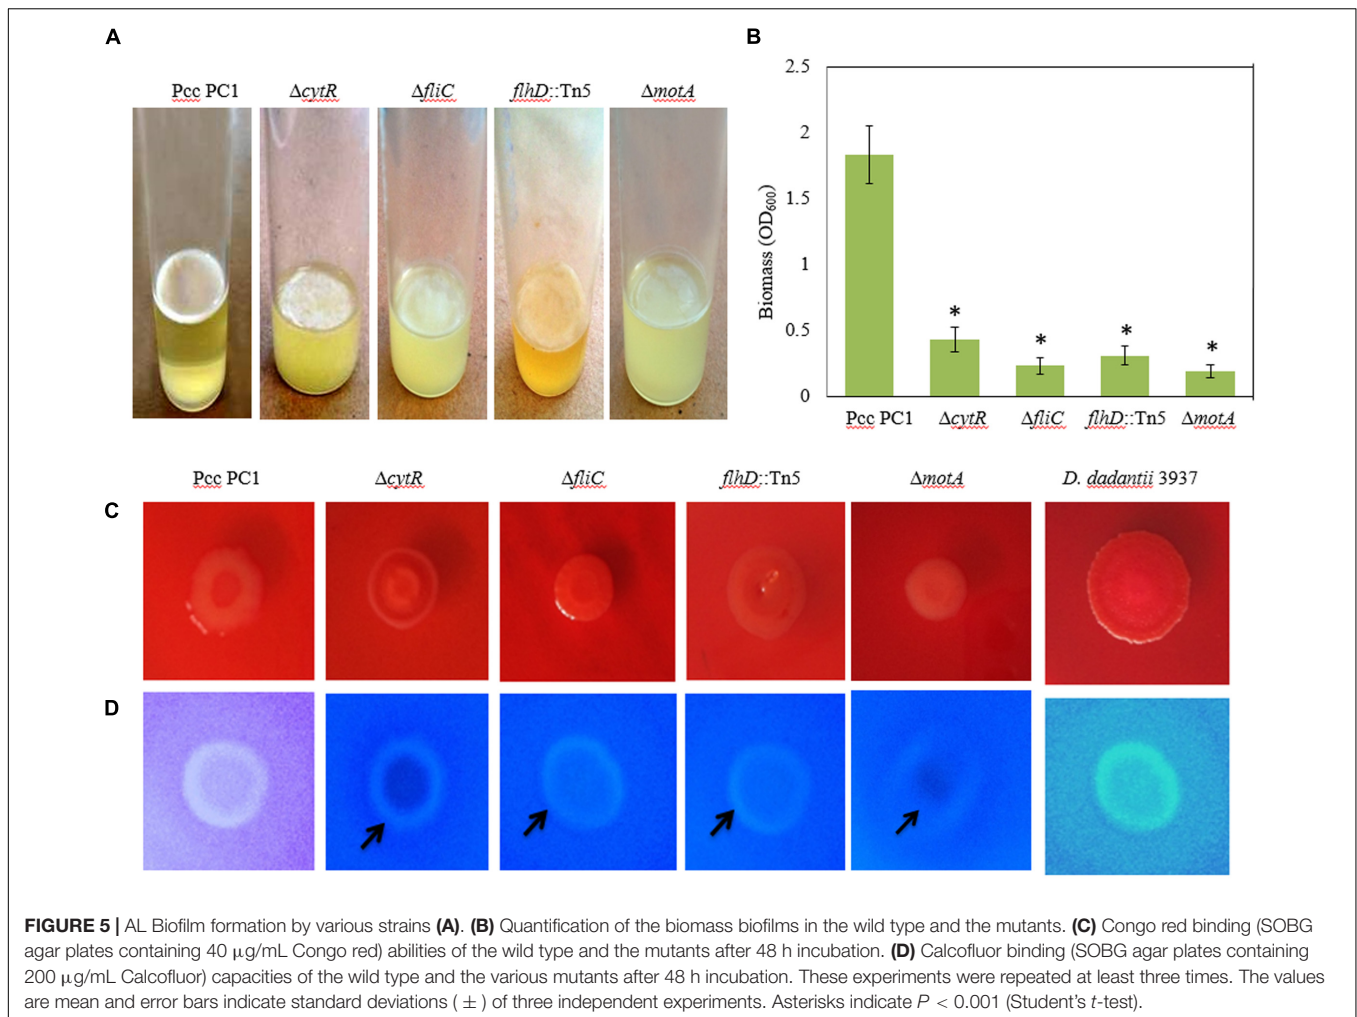 A
Pcc PC1 ΔcytR ΔfliC flhD::Tn5 ΔmotA
B
2.5
2
1.5
1
0.5
0
Biomass (OD600)
* * * *
Pcc PC1 ΔcytR ΔfliC flhD::Tn5 ΔmotA
Pcc PC1 ΔcytR ΔfliC flhD::Tn5 ΔmotA D. dadantii 3937
C
D
FIGURE 5 | AL Biofilm formation by various strains (A). (B) Quantification of the biomass biofilms in the wild type and the mutants. (C) Congo red binding (SOBG
agar plates containing 40 μg/mL Congo red) abilities of the wild type and the mutants after 48 h incubation. (D) Calcofluor binding (SOBG agar plates containing
200 μg/mL Calcofluor) capacities of the wild type and the various mutants after 48 h incubation. These experiments were repeated at least three times. The values
are mean and error bars indicate standard deviations ( ± ) of three independent experiments. Asterisks indicate P < 0.001 (Student's t-test).